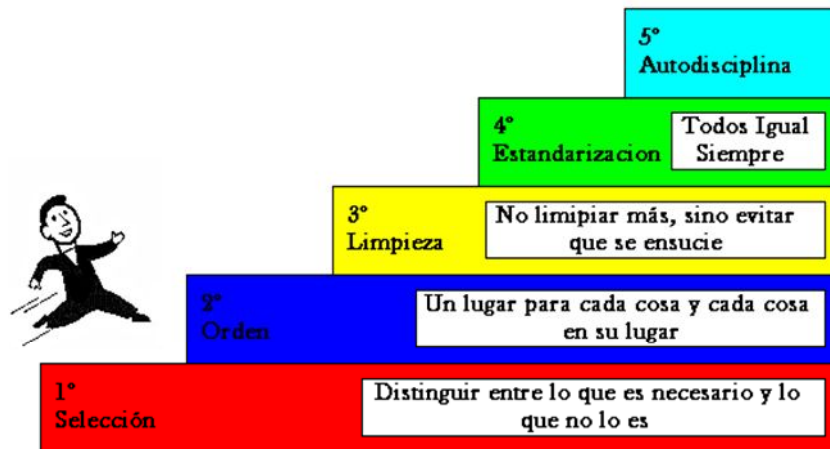 5°
Autodisciplina
4°
Estandarizacion
Todos Igual
Siempre
3°
Limpieza
No limipiar más, sino evitar
que se ensucie
2°
Orden
Un lugar para cada cosa y cada cosa
en su lugar
1°
Selección
Distinguir entre lo que es necesario y lo
que no lo es